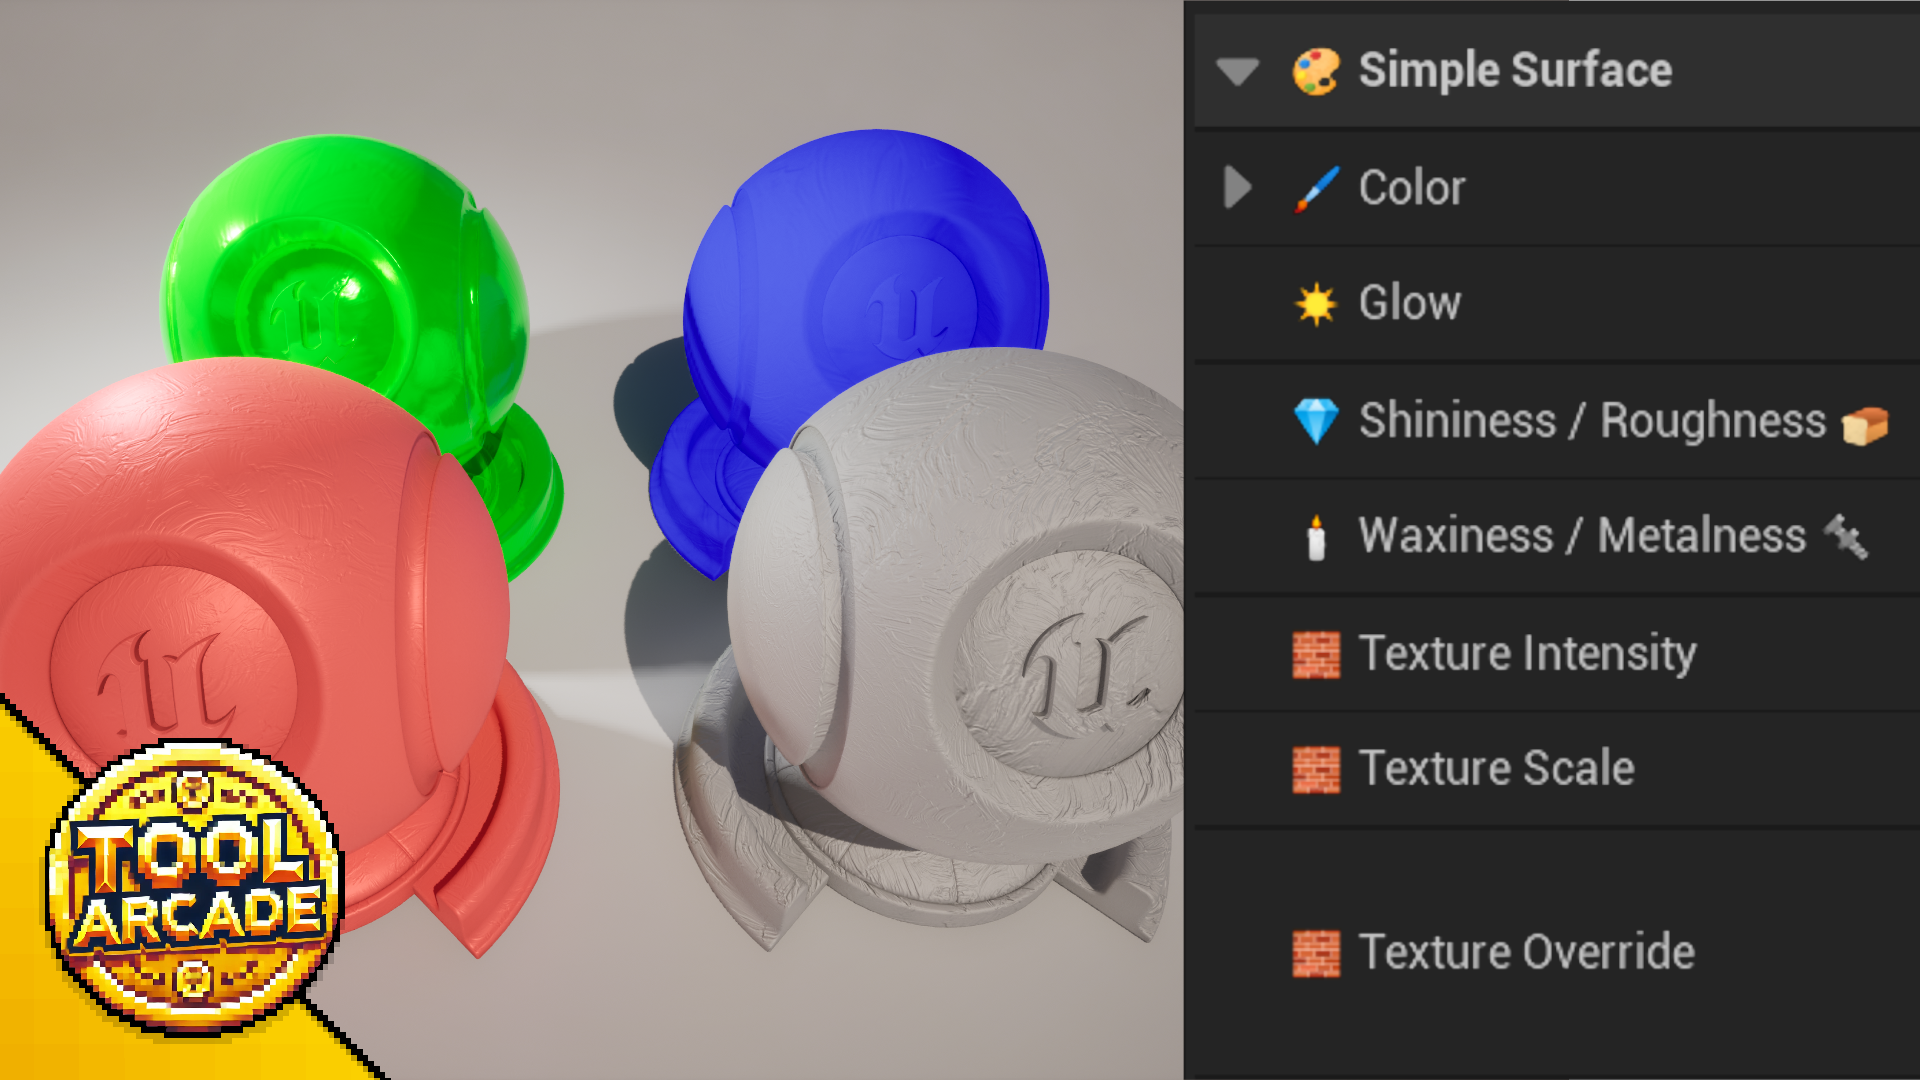 Simple Surface
Color
Glow
Shininess / Roughness
Waxiness / Metalness
Texture Intensity
Texture Scale
Texture Override
TOOL
ARCADE